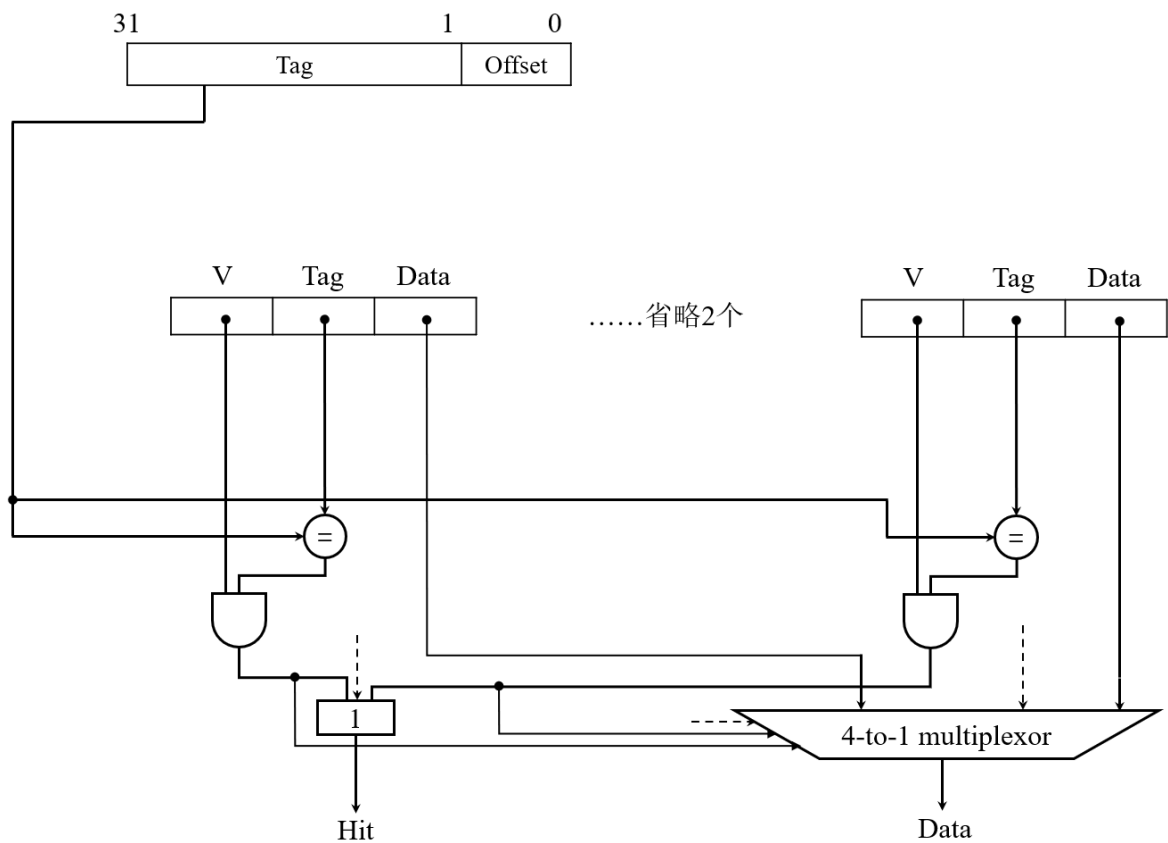 31 1 0
Tag Offset
V Tag Data V Tag Data
……省略2个
= =
1 4-to-1 multiplexor
Hit Data